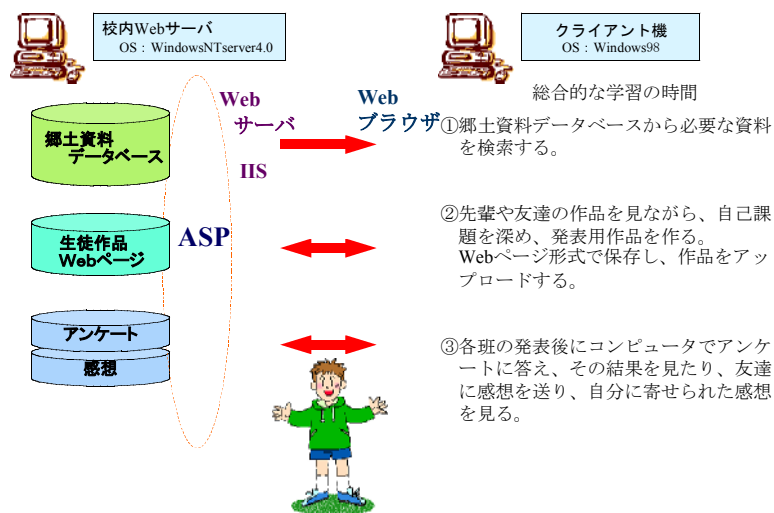 校内Webサーバ
OS：WindowsNTserver4.0
クライアント機
OS：Windows98
郷土資料
データベース
生徒作品
Webページ
アンケート
感想
ASP
Web
サーバ
IIS
Web
ブラウザ
総合的な学習の時間
①郷土資料データベースから必要な資料
を検索する。
②先輩や友達の作品を見ながら、自己課
題を深め、発表用作品を作る。
Webページ形式で保存し、作品をアッ
プロードする。
③各班の発表後にコンピュータでアンケ
ートに答え、その結果を見たり、友達
に感想を送り、自分に寄せられた感想
を見る。